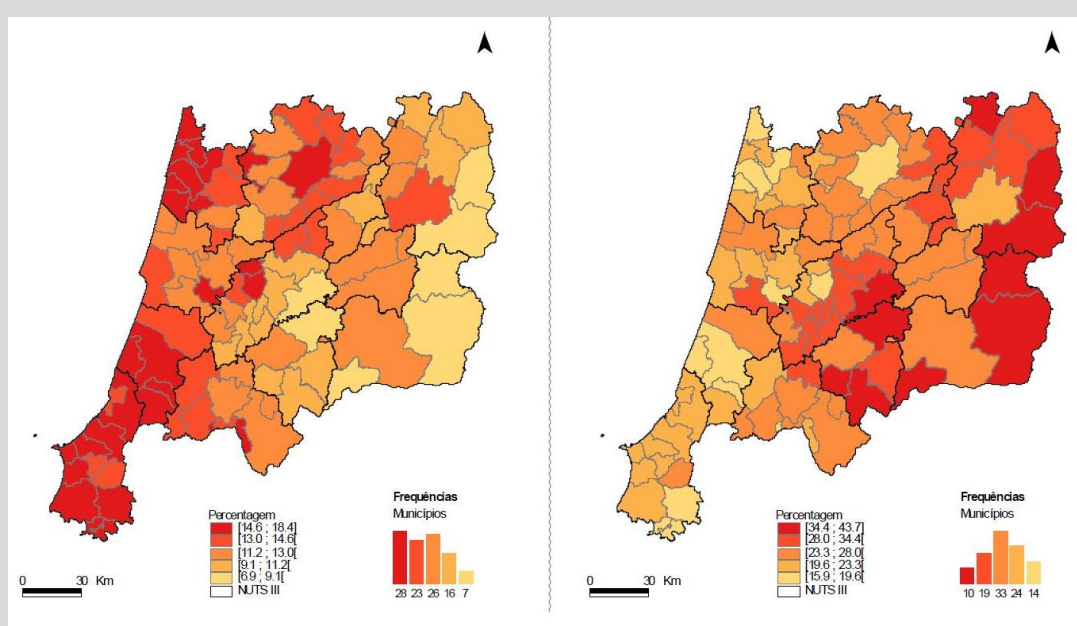 Percentagem
[14.6 ; 18.4]
[13.0 ; 14.6[
[11.2 ; 13.0[
[9.1 ; 11.2[
[6.9 ; 9.1[
NUTS III
Frequências
Municípios
28 23 26 16 7
0 30 Km
Percentagem
[34.4 ; 43.7]
[28.0 ; 34.4[
[23.3 ; 28.0[
[19.6 ; 23.3[
[15.9 ; 19.6[
NUTS III
Frequências
Municípios
10 19 33 24 14
0 30 Km